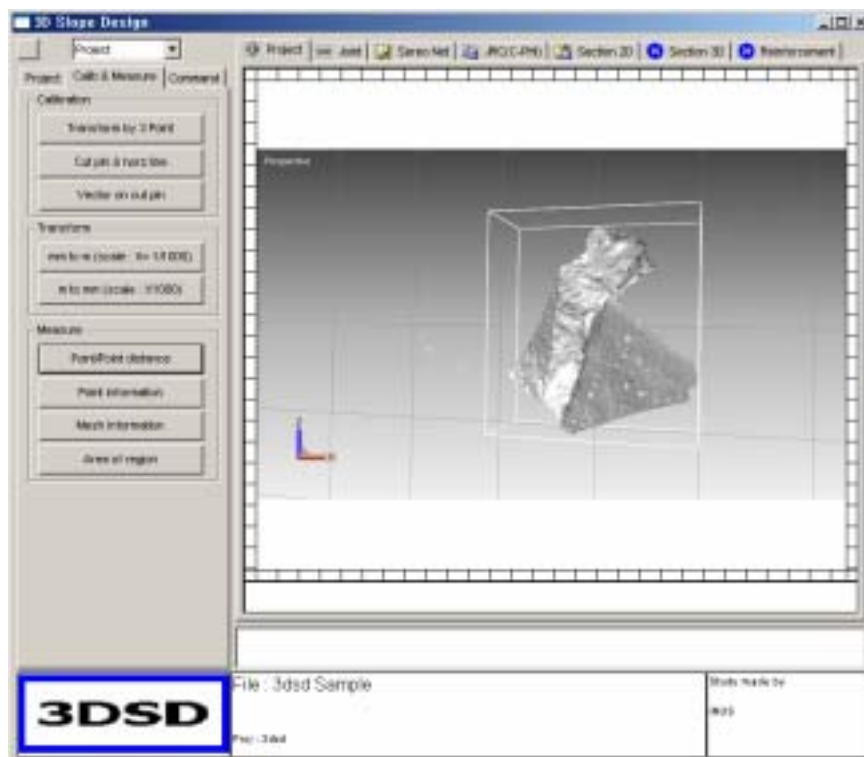 3D Slope Design
Project
Project Joint Stereo Net JRC(C-PHI) Section 2D Section 3D Reinforcement
Project Calib & Measure Command
Calibration
Transform by 3 Point
Cut pln & horz line
Vector on cut pln
Transform
mm to m (scale : 1/1000)
m to mm (scale : 1000)
Measure
Point/Point distance
Point information
Mesh information
Area of region
Perspective
3DSD
File : 3dsd Sample
Proj : 3dsd
Study made by